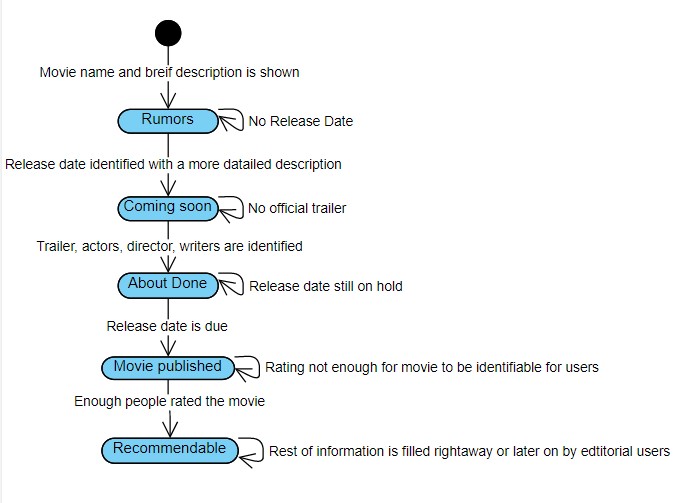 Movie name and breif description is shown
Rumors
No Release Date
Release date identified with a more datailed description
Coming soon
No official trailer
Trailer, actors, director, writers are identified
About Done
Release date still on hold
Release date is due
Movie published
Rating not enough for movie to be identifiable for users
Enough people rated the movie
Recommendable
Rest of information is filled rightaway or later on by edtitorial users